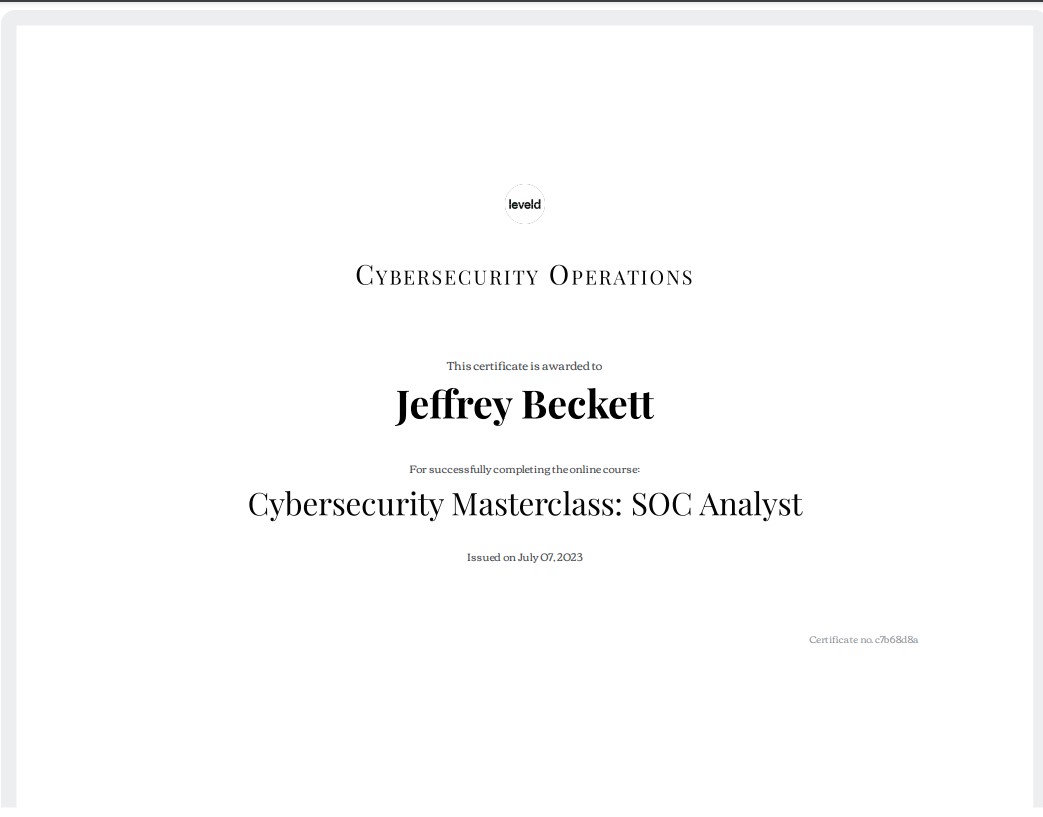 leveld
Cybersecurity Operations
This certificate is awarded to
Jeffrey Beckett
For successfully completing the online course:
Cybersecurity Masterclass: SOC Analyst
Issued on July 07, 2023
Certificate no. c7b68d8a